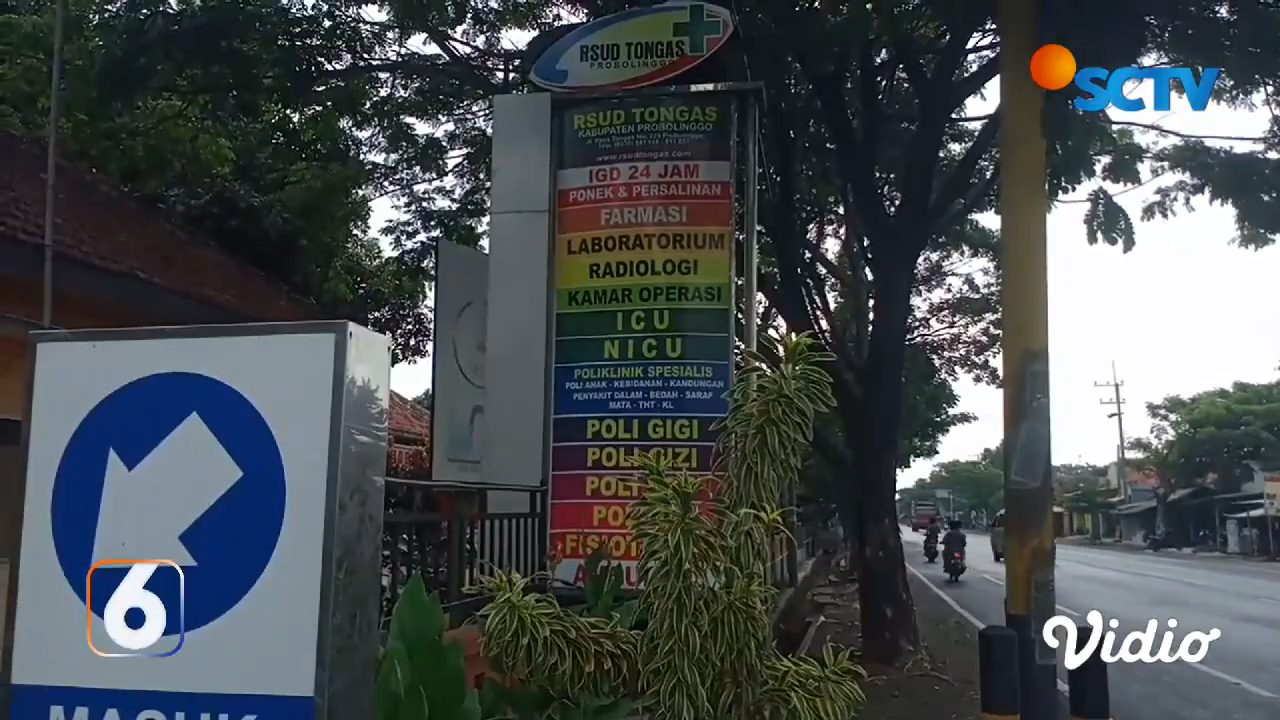 RSUD TONGAS
PROBOLINGGO
SCTV
RSUD TONGAS
KABUPATEN PROBOLINGGO
www.rsudtongas.com
IGD 24 JAM
PONEK & PERSALINAN
FARMASI
LABORATORIUM
RADIOLOGI
KAMAR OPERASI
ICU
NICU
POLIKLINIK SPESIALIS
POLI ANAK - KEBIDANAN - KANDUNGAN
PENYAKIT DALAM - BEDAH - SARAF
MATA - THT - KL
POLI GIGI
POLI GIZI
6
MASUK
Vidio